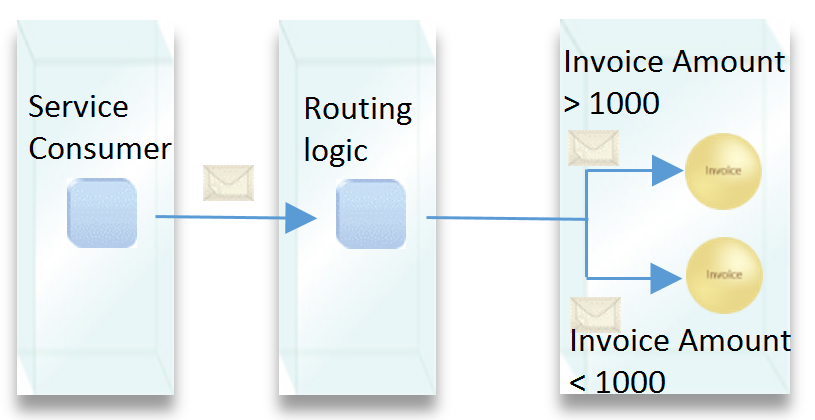 Service
Consumer
Routing
logic
Invoice Amount
> 1000
Invoice
Invoice
Invoice Amount
< 1000